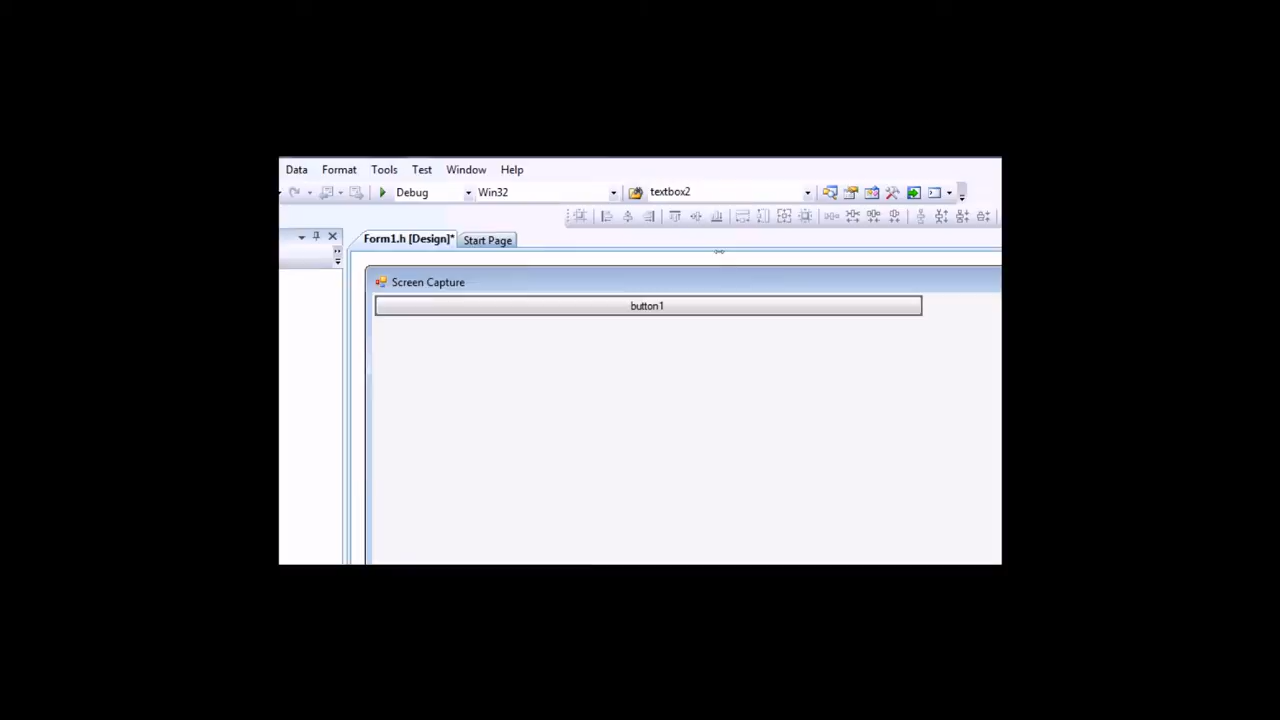 Data Format Tools Test Window Help
Debug Win32 textbox2
Form1.h [Design]* Start Page
Screen Capture
button1